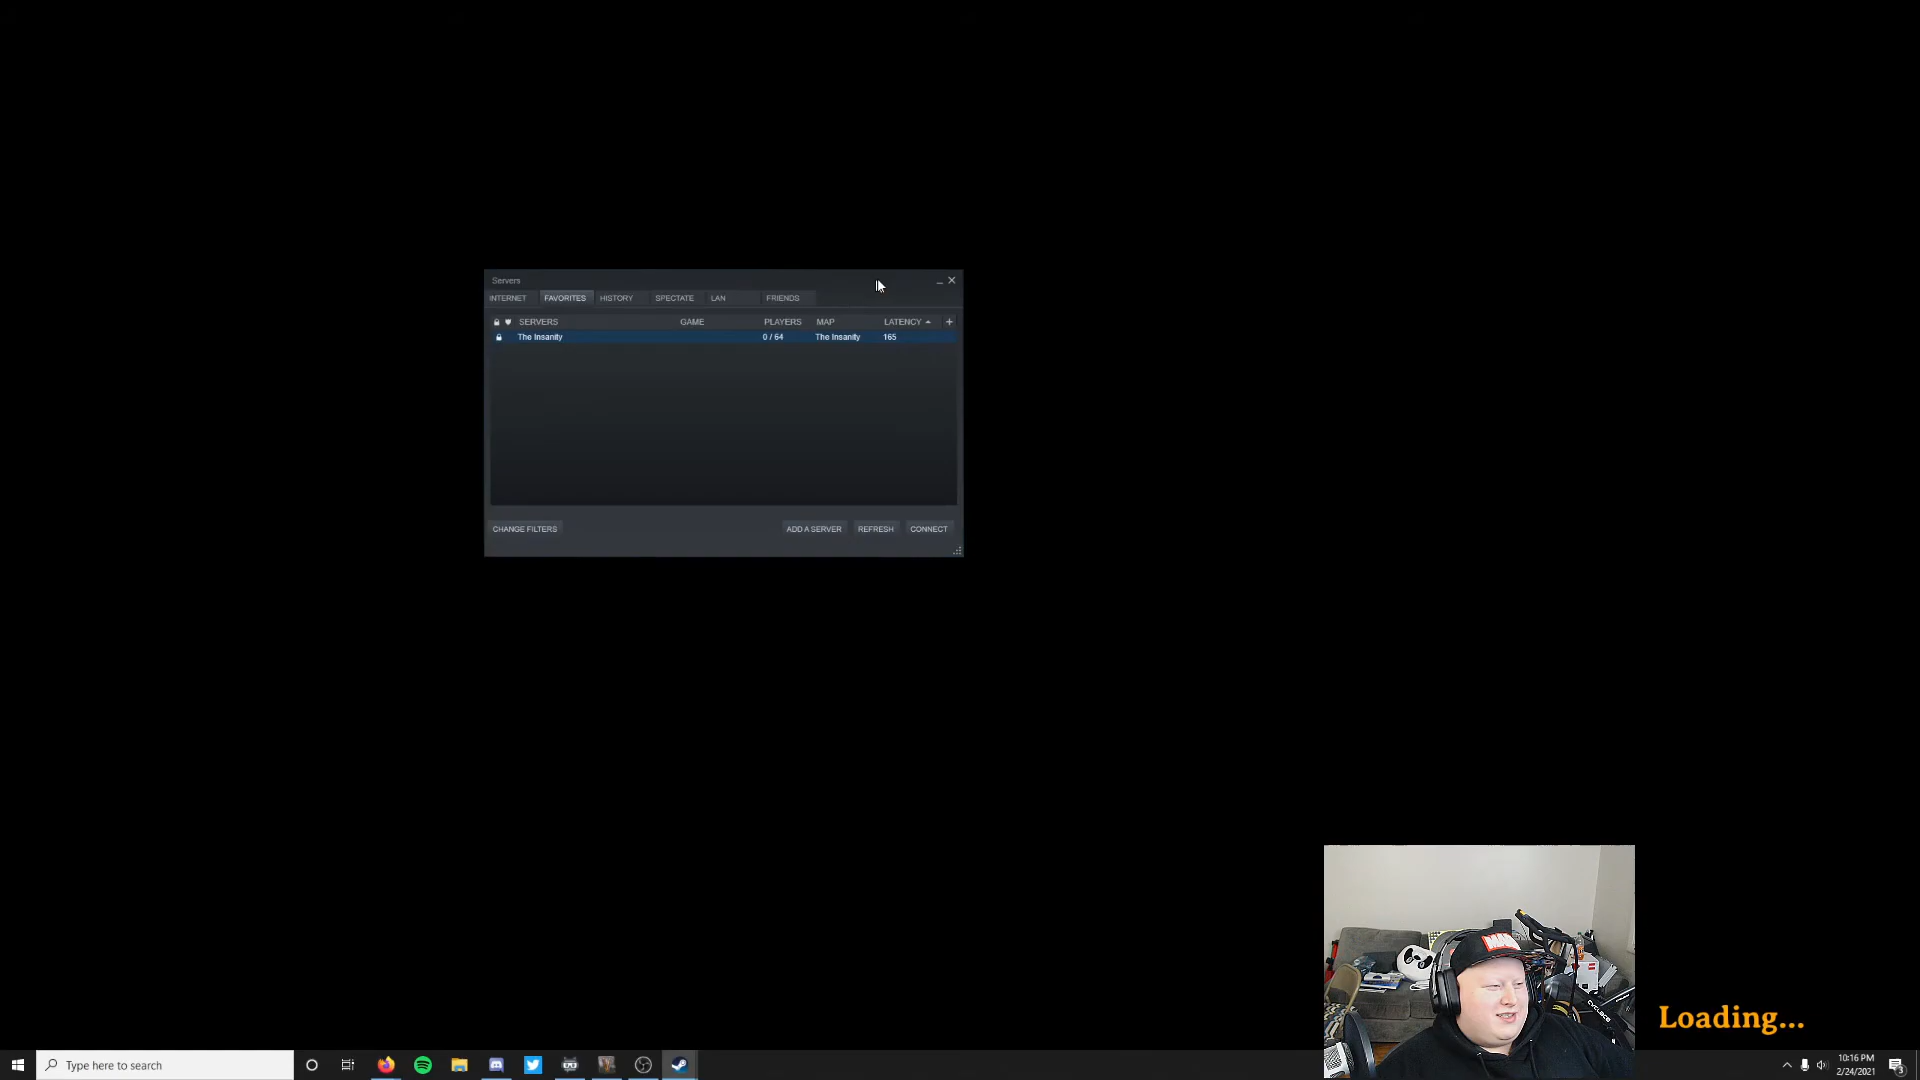 Servers
INTERNET FAVORITES HISTORY SPECTATE LAN FRIENDS
SERVERS GAME PLAYERS MAP LATENCY
The Insanity 0 / 64 The Insanity 165
CHANGE FILTERS ADD A SERVER REFRESH CONNECT
Loading...
Type here to search
10:16 PM
2/24/2021